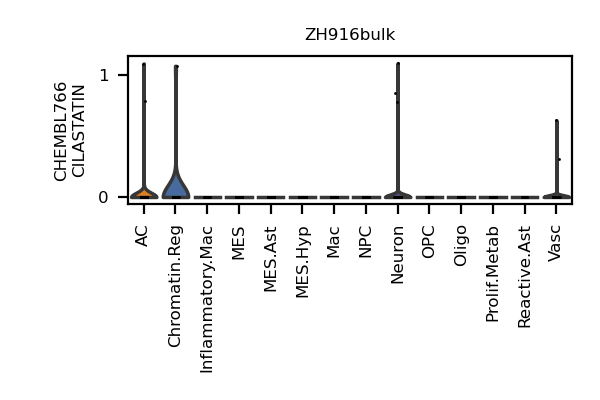 ZH916bulk
CHEMBL766
CILASTATIN
1
0
AC
Chromatin.Reg
Inflammatory.Mac
MES
MES.Ast
MES.Hyp
Mac
NPC
Neuron
OPC
Oligo
Prolif.Metab
Reactive.Ast
Vasc